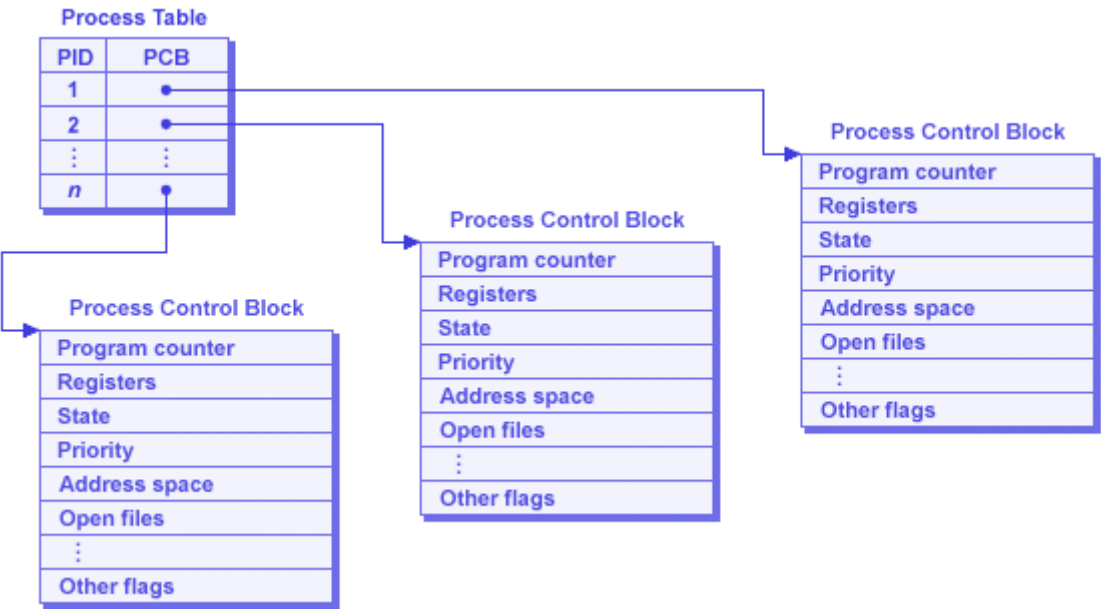 Process Table
PID PCB
1
2
⋮ ⋮
n
Process Control Block
Program counter
Registers
State
Priority
Address space
Open files
⋮
Other flags
Process Control Block
Program counter
Registers
State
Priority
Address space
Open files
⋮
Other flags
Process Control Block
Program counter
Registers
State
Priority
Address space
Open files
⋮
Other flags